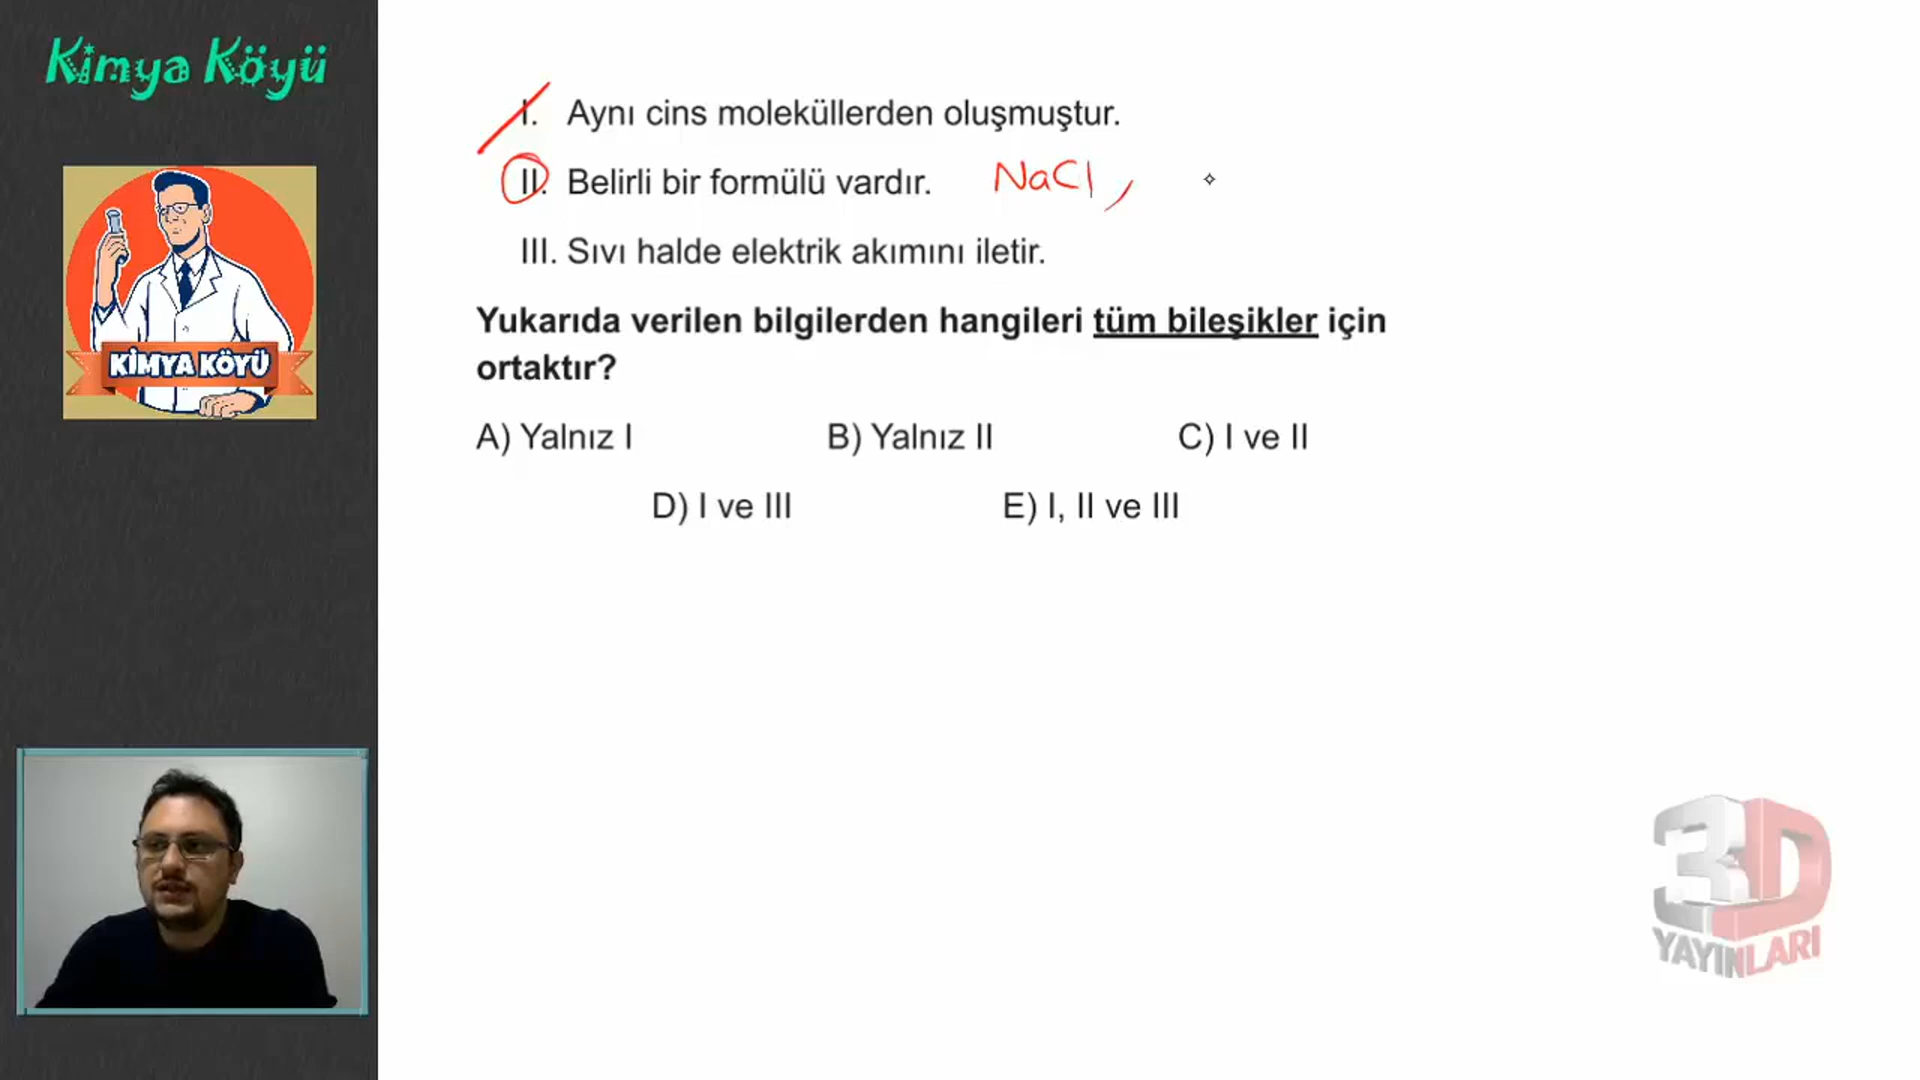 Kimya Köyü
KİMYA KÖYÜ
I. Aynı cins moleküllerden oluşmuştur.
II. Belirli bir formülü vardır. NaCl,
III. Sıvı halde elektrik akımını iletir.
Yukarıda verilen bilgilerden hangileri tüm bileşikler için
ortaktır?
A) Yalnız I B) Yalnız II C) I ve II
D) I ve III E) I, II ve III
3D
YAYINLARI